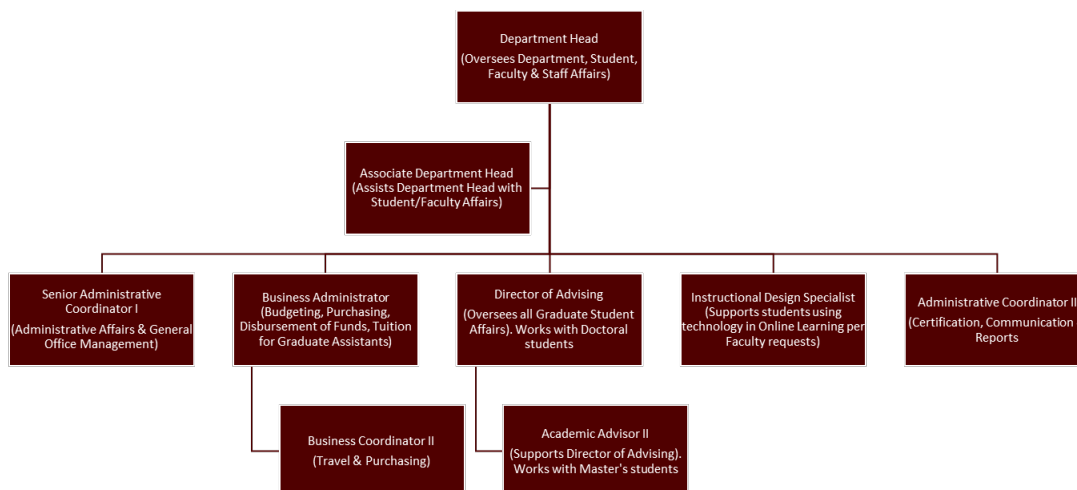 Department Head
(Oversees Department, Student,
Faculty & Staff Affairs)
Associate Department Head
(Assists Department Head with
Student/Faculty Affairs)
Senior Administrative
Coordinator I
(Administrative Affairs & General
Office Management)
Business Administrator
(Budgeting, Purchasing,
Disbursement of Funds, Tuition
for Graduate Assistants)
Director of Advising
(Oversees all Graduate Student
Affairs). Works with Doctoral
students
Instructional Design Specialist
(Supports students using
technology in Online Learning per
Faculty requests)
Administrative Coordinator II
(Certification, Communication
Reports
Business Coordinator II
(Travel & Purchasing)
Academic Advisor II
(Supports Director of Advising).
Works with Master's students